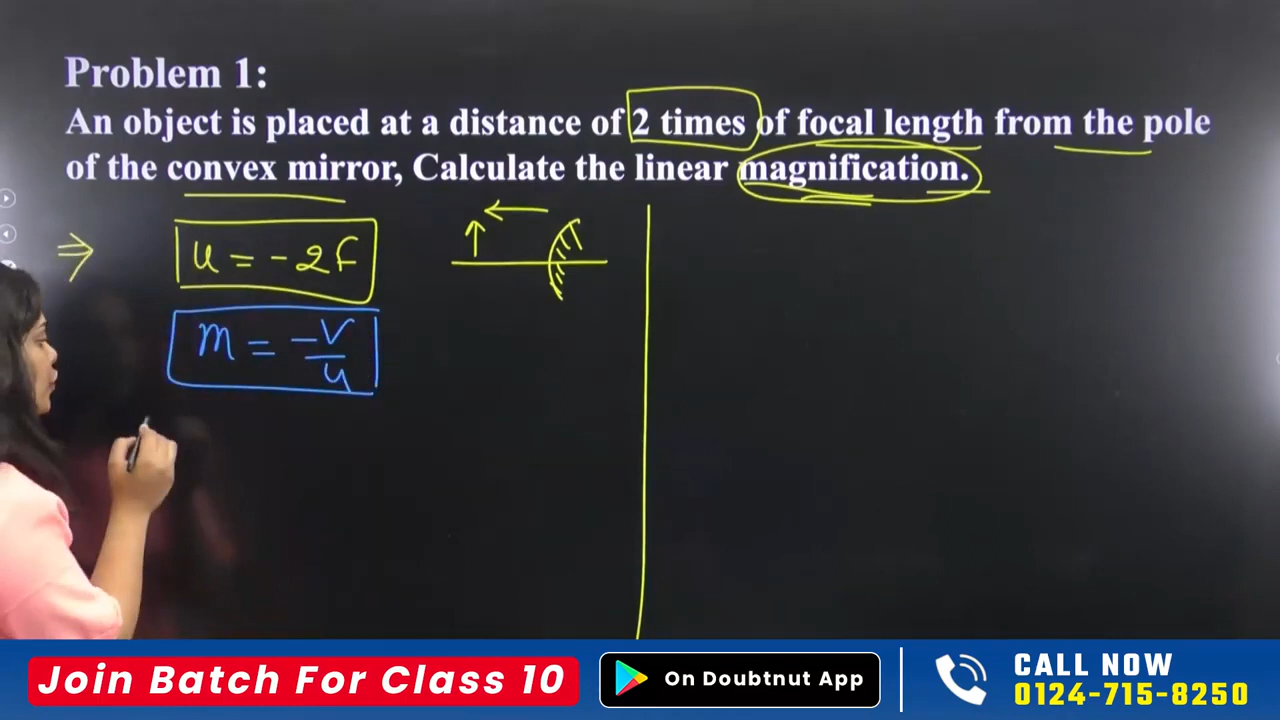 Problem 1:
An object is placed at a distance of 2 times of focal length from the pole
of the convex mirror, Calculate the linear magnification.
⇒ u = -2F
m = -v/u
Join Batch For Class 10
On Doubtnut App
CALL NOW
0124-715-8250